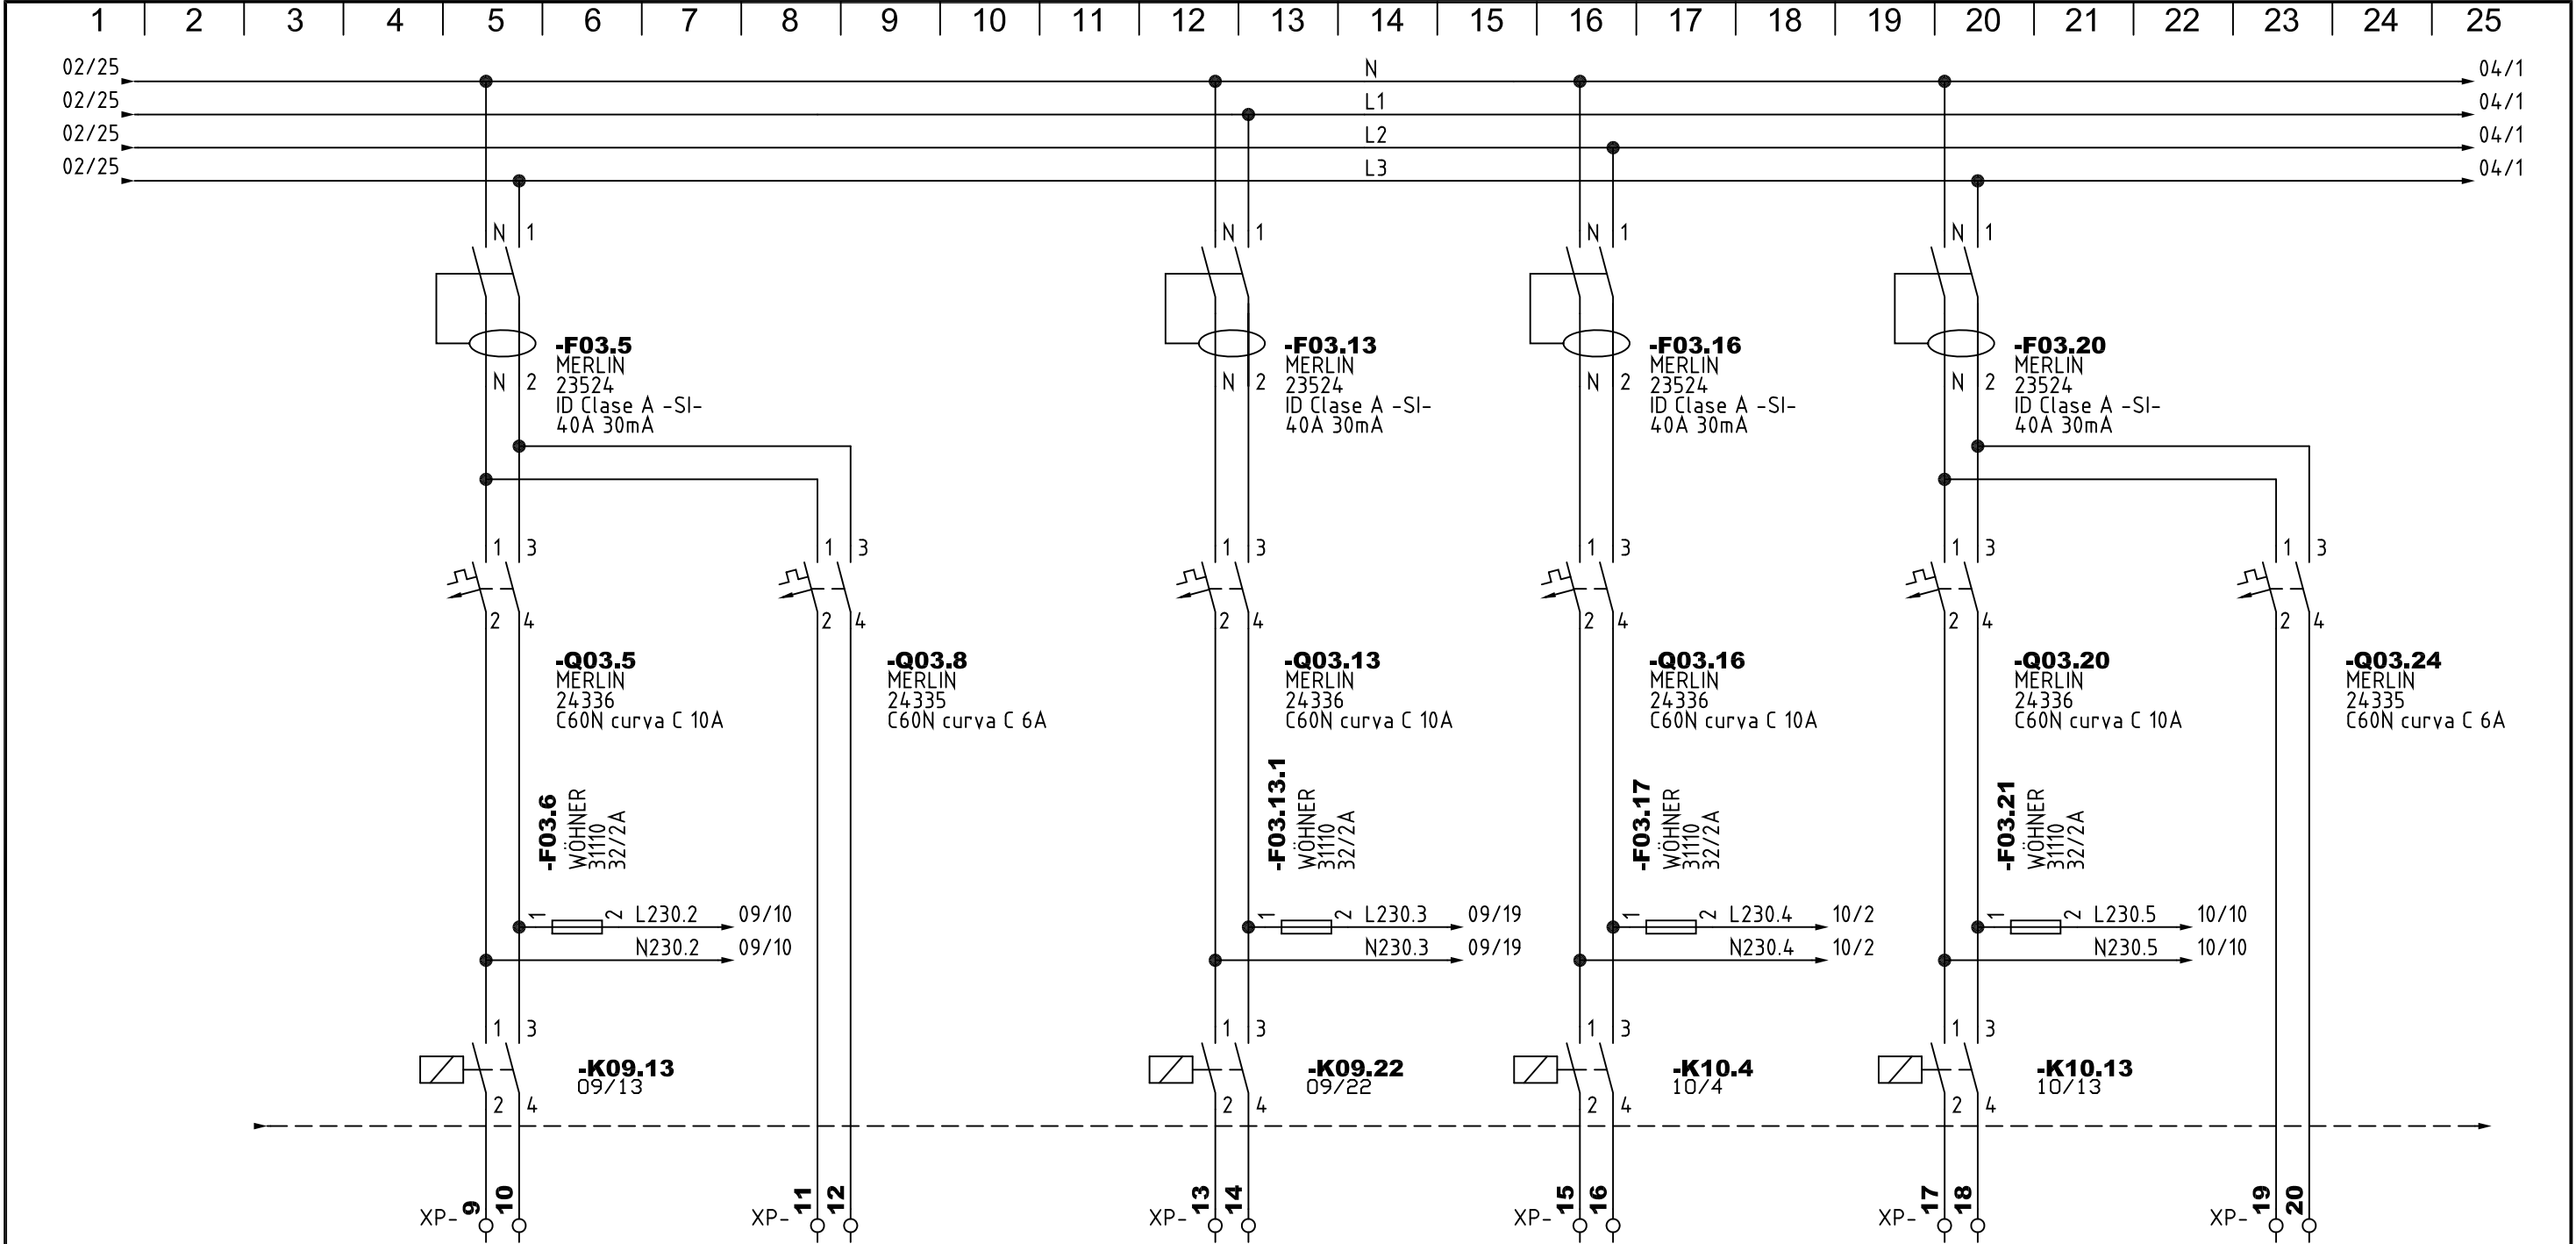 1 2 3 4 5 6 7 8 9 10 11 12 13 14 15 16 17 18 19 20 21 22 23 24 25
02/25 N 04/1
02/25 L1 04/1
02/25 L2 04/1
02/25 L3 04/1
N 1 N 1 N 1 N 1
-F03.5
MERLIN
23524
ID Clase A -SI-
40A 30mA
N 2
-F03.13
MERLIN
23524
ID Clase A -SI-
40A 30mA
N 2
-F03.16
MERLIN
23524
ID Clase A -SI-
40A 30mA
N 2
-F03.20
MERLIN
23524
ID Clase A -SI-
40A 30mA
N 2
1 3 1 3 1 3 1 3 1 3 1 3
2 4 2 4 2 4 2 4 2 4 2 4
-Q03.5
MERLIN
24336
C60N curva C 10A
-Q03.8
MERLIN
24335
C60N curva C 6A
-Q03.13
MERLIN
24336
C60N curva C 10A
-Q03.16
MERLIN
24336
C60N curva C 10A
-Q03.20
MERLIN
24336
C60N curva C 10A
-Q03.24
MERLIN
24335
C60N curva C 6A
-F03.6
WÖHNER
31110
32/2A
-F03.13.1
WÖHNER
31110
32/2A
-F03.17
WÖHNER
31110
32/2A
-F03.21
WÖHNER
31110
32/2A
1 2 L230.2 09/10 1 2 L230.3 09/19 1 2 L230.4 10/2 1 2 L230.5 10/10
N230.2 09/10 N230.3 09/19 N230.4 10/2 N230.5 10/10
1 3 1 3 1 3 1 3
-K09.13
09/13
-K09.22
09/22
-K10.4
10/4
-K10.13
10/13
2 4 2 4 2 4 2 4
XP- 9 10 XP- 11 12 XP- 13 14 XP- 15 16 XP- 17 18 XP- 19 20